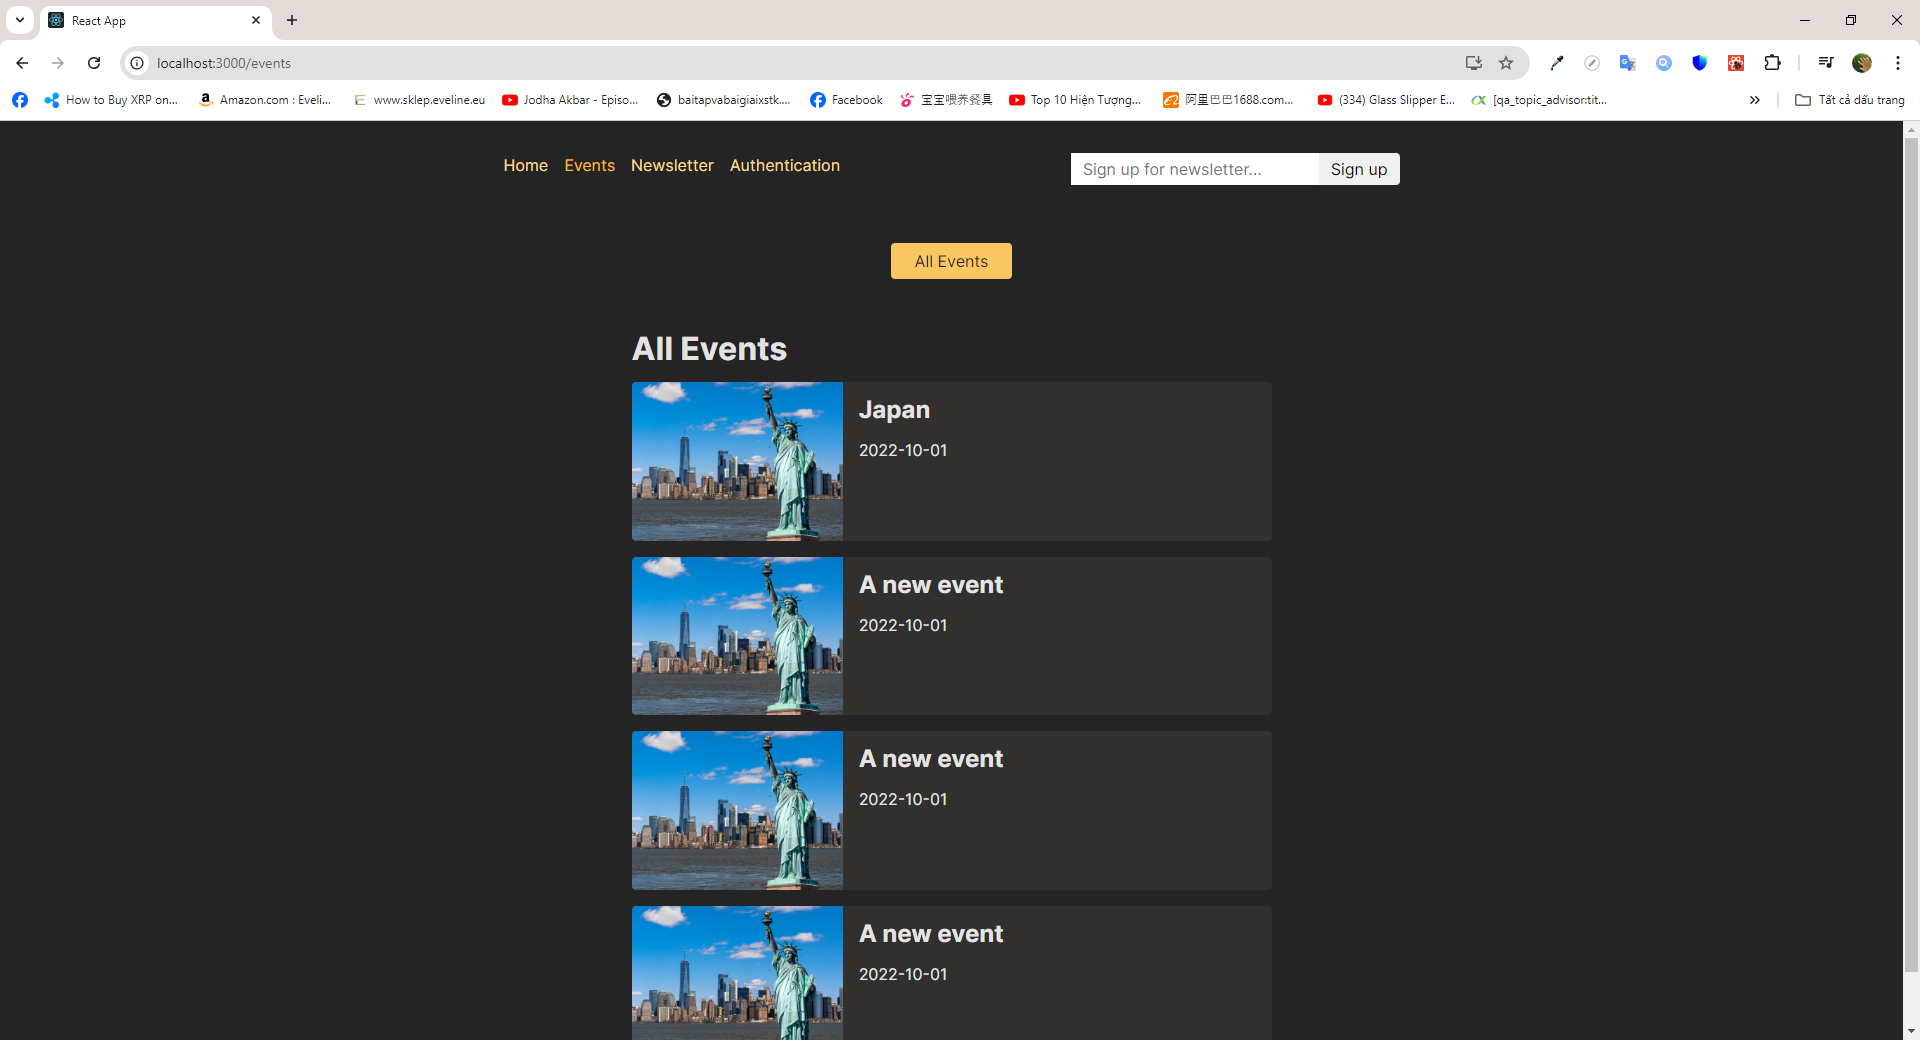 React App
localhost:3000/events
How to Buy XRP on...
Amazon.com : Eveli...
www.sklep.eveline.eu
Jodha Akbar - Episo...
baitapvabaigiaixstk....
Facebook
宝宝喂养餐具
Top 10 Hiện Tượng...
阿里巴巴1688.com...
(334) Glass Slipper E...
[qa_topic_advisor:tit...
Tất cả dấu trang
Home Events Newsletter Authentication
Sign up for newsletter... Sign up
All Events
All Events
Japan
2022-10-01
A new event
2022-10-01
A new event
2022-10-01
A new event
2022-10-01